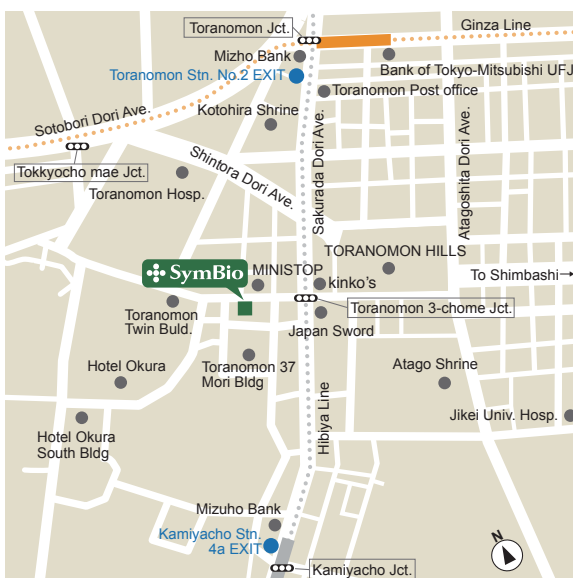 Toranomon Jct.
Ginza Line
Mizho Bank
Bank of Tokyo-Mitsubishi UFJ
Toranomon Stn. No.2 EXIT
Toranomon Post office
Sotobori Dori Ave.
Kotohira Shrine
Sakurada Dori Ave.
Atagoshita Dori Ave.
Tokkyocho mae Jct.
Shintora Dori Ave.
Toranomon Hosp.
TORANOMON HILLS
SymBio
MINISTOP
kinko's
To Shimbashi
Toranomon
Twin Buld.
Toranomon 3-chome Jct.
Japan Sword
Hotel Okura
Toranomon 37
Mori Bldg
Atago Shrine
Hibiya Line
Jikei Univ. Hosp.
Hotel Okura
South Bldg
Mizuho Bank
Kamiyacho Stn.
4a EXIT
N
Kamiyacho Jct.